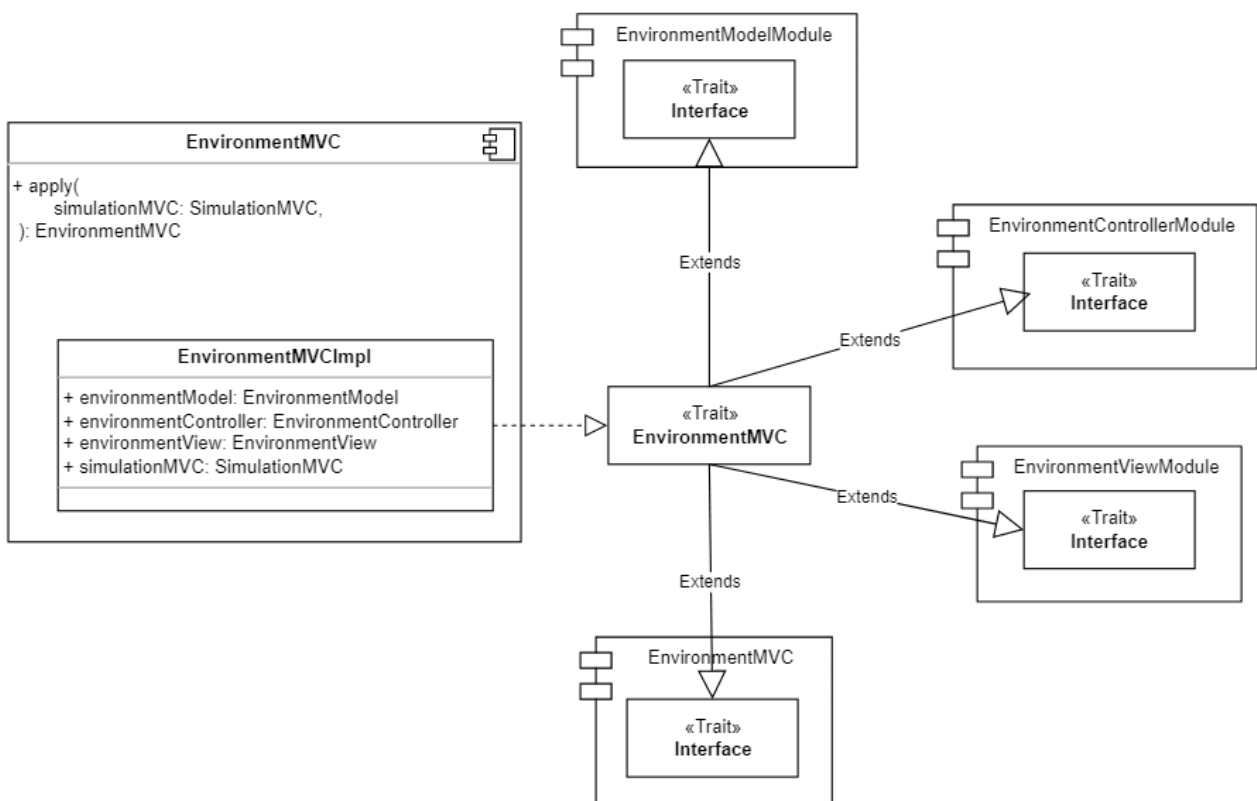 EnvironmentModelModule
«Trait»
Interface
EnvironmentMVC
+ apply(
simulationMVC: SimulationMVC,
): EnvironmentMVC
EnvironmentControllerModule
«Trait»
Interface
Extends
Extends
EnvironmentMVCImpl
+ environmentModel: EnvironmentModel
+ environmentController: EnvironmentController
+ environmentView: EnvironmentView
+ simulationMVC: SimulationMVC
«Trait»
EnvironmentMVC
EnvironmentViewModule
«Trait»
Interface
Extends
Extends
EnvironmentMVC
«Trait»
Interface